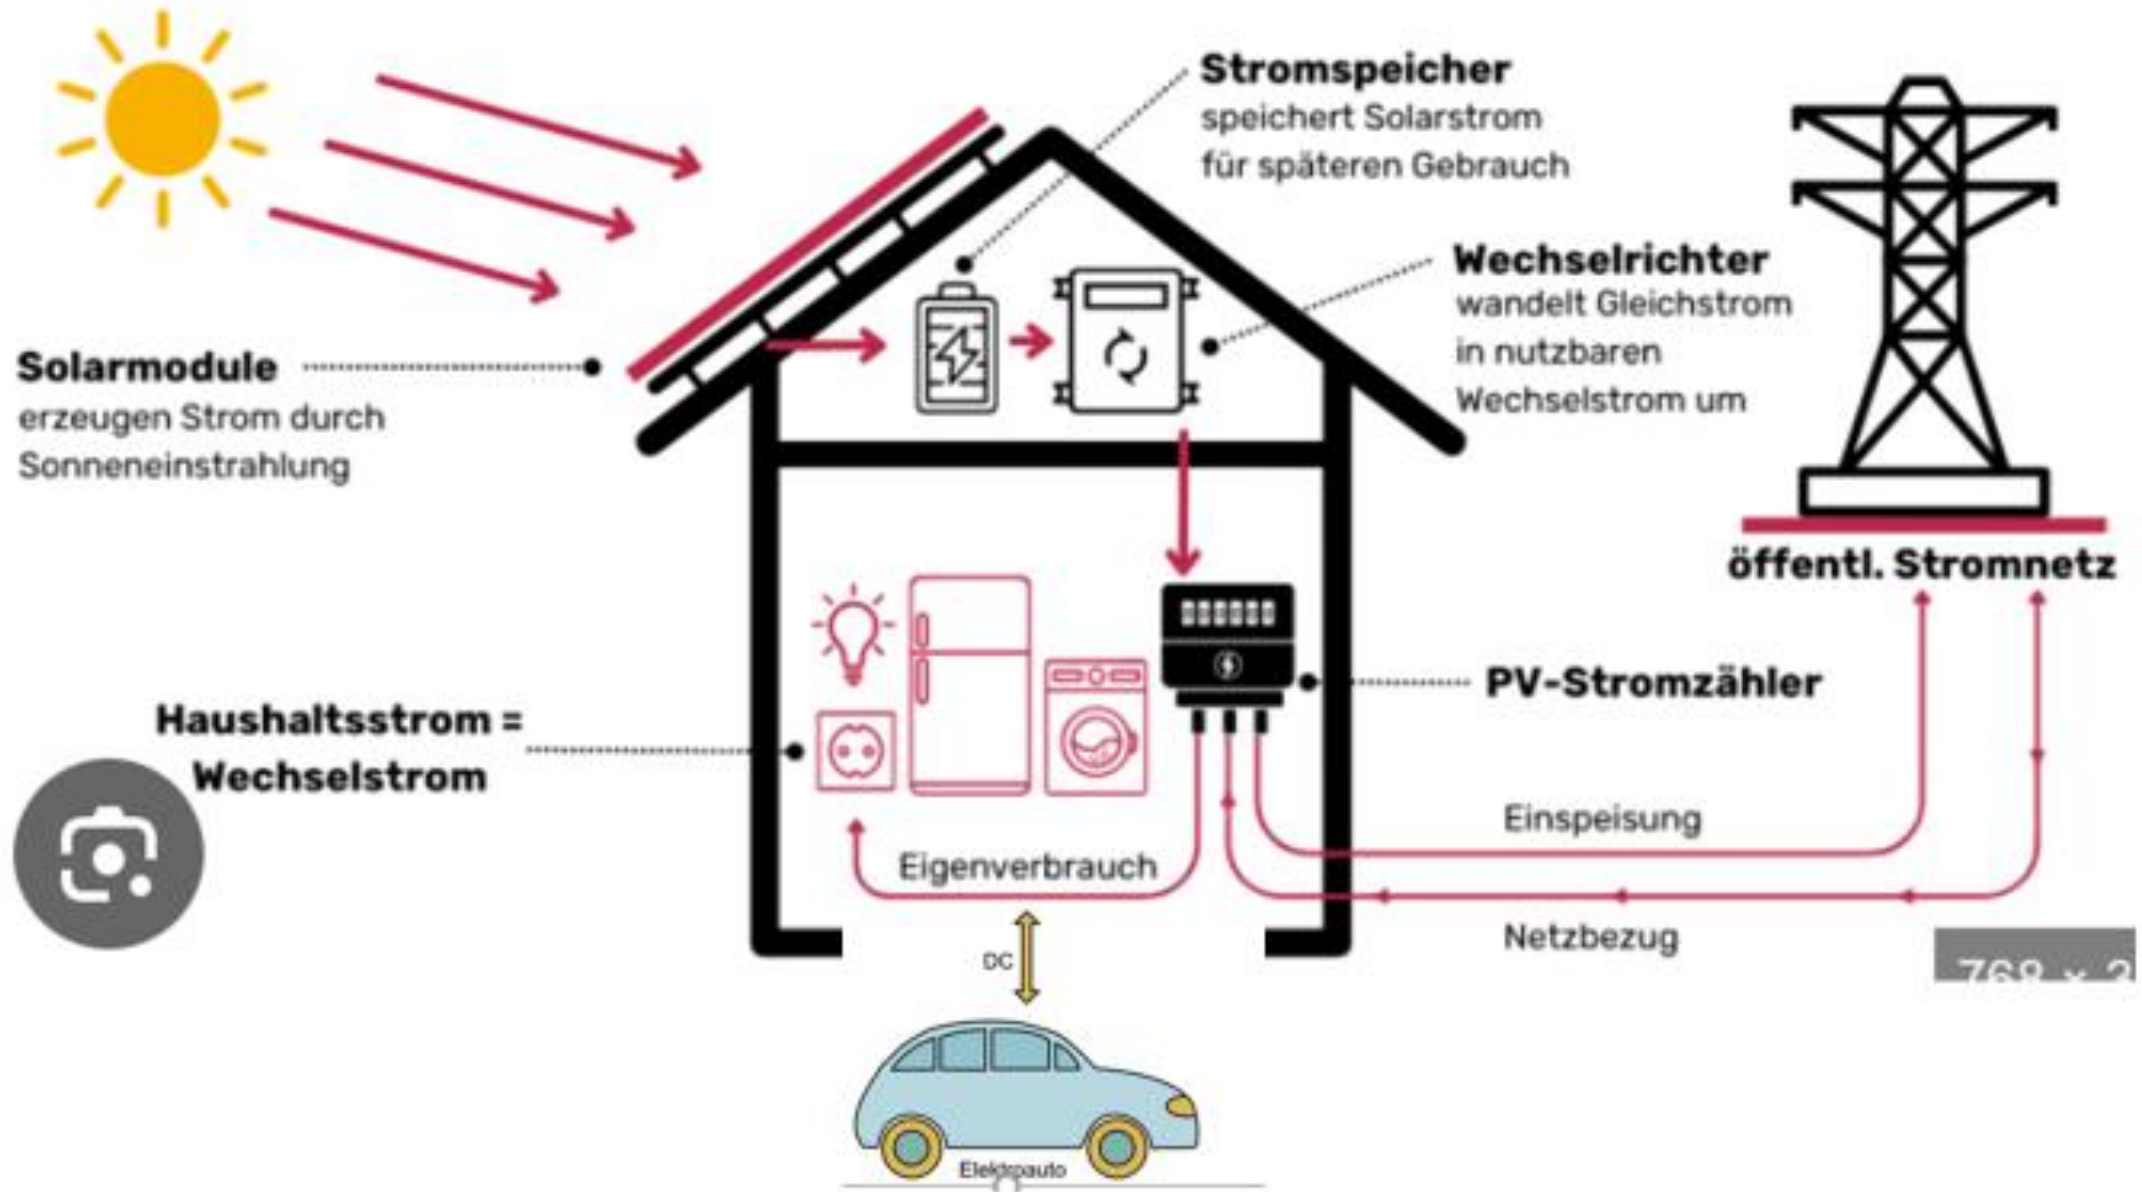 Stromspeicher
speichert Solarstrom
für späteren Gebrauch
Wechselrichter
wandelt Gleichstrom
in nutzbaren
Wechselstrom um
Solarmodule
erzeugen Strom durch
Sonneneinstrahlung
öffentl. Stromnetz
PV-Stromzähler
Haushaltsstrom =
Wechselstrom
Einspeisung
Eigenverbrauch
Netzbezug
DC
768 ×
Elektroauto